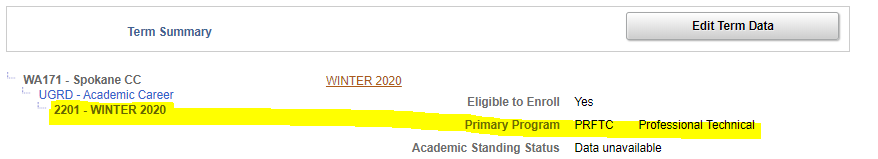 Term Summary
Edit Term Data
WA171 - Spokane CC
WINTER 2020
UGRD - Academic Career
Eligible to Enroll Yes
2201 - WINTER 2020
Primary Program PRFTC Professional Technical
Academic Standing Status Data unavailable